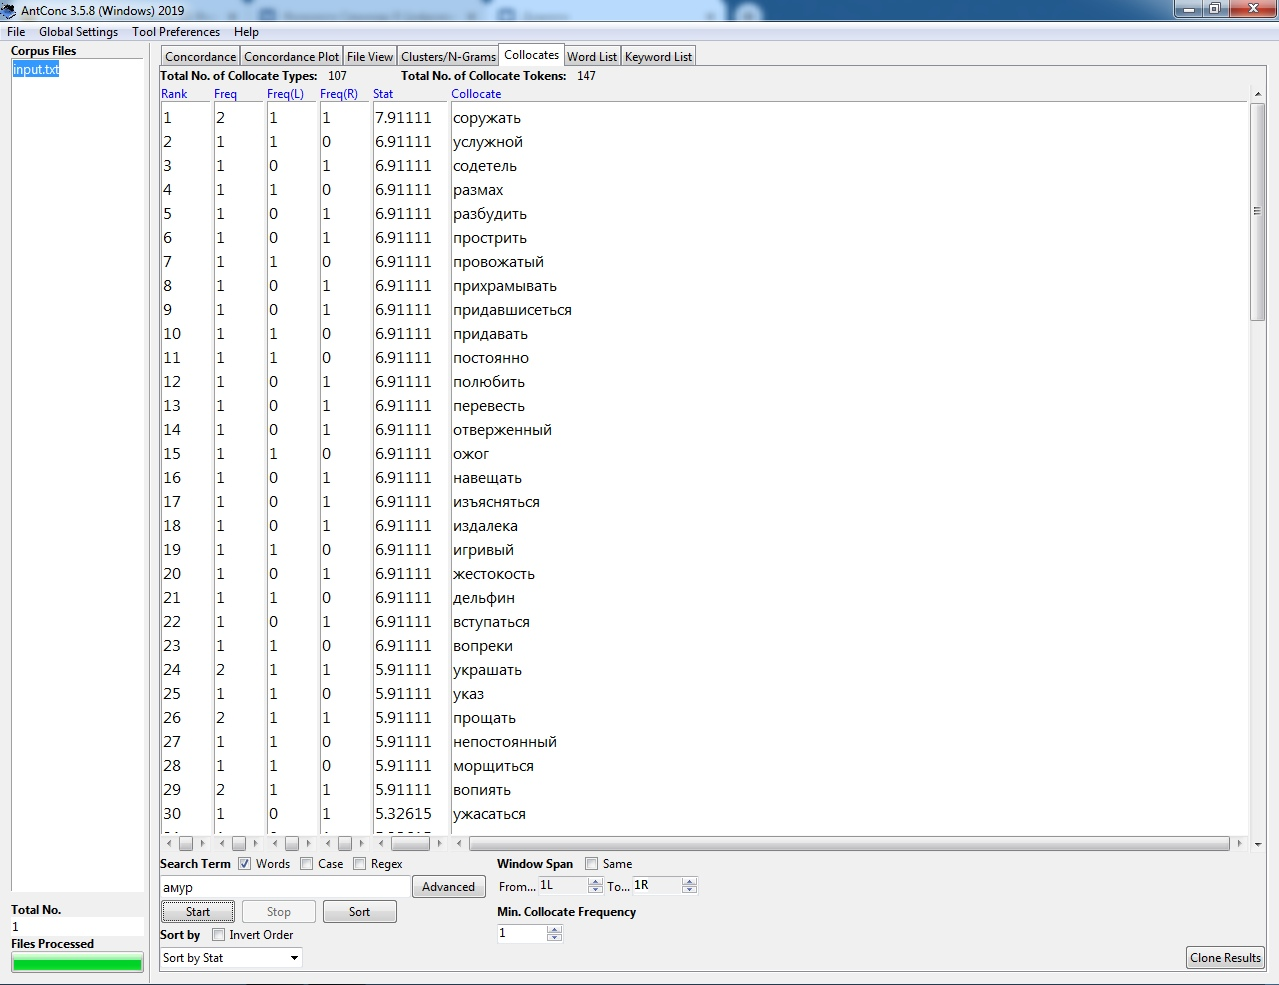 AntConc 3.5.8 (Windows) 2019
File Global Settings Tool Preferences Help
Corpus Files
input.txt
Concordance Concordance Plot File View Clusters/N-Grams Collocates Word List Keyword List
Total No. of Collocate Types: 107 Total No. of Collocate Tokens: 147
Rank Freq Freq(L) Freq(R) Stat Collocate
1 2 1 1 7.91111 соружать
2 1 1 0 6.91111 услужной
3 1 0 1 6.91111 содетель
4 1 1 0 6.91111 размах
5 1 0 1 6.91111 разбудить
6 1 0 1 6.91111 прострить
7 1 1 0 6.91111 провожатый
8 1 0 1 6.91111 прихрамывать
9 1 0 1 6.91111 придавшисеться
10 1 1 0 6.91111 придавать
11 1 1 0 6.91111 постоянно
12 1 0 1 6.91111 полюбить
13 1 0 1 6.91111 перевесть
14 1 0 1 6.91111 отверженный
15 1 1 0 6.91111 ожог
16 1 0 1 6.91111 навещать
17 1 0 1 6.91111 изъясняться
18 1 0 1 6.91111 издалека
19 1 1 0 6.91111 игривый
20 1 0 1 6.91111 жестокость
21 1 1 0 6.91111 дельфин
22 1 0 1 6.91111 вступаться
23 1 1 0 6.91111 вопреки
24 2 1 1 5.91111 украшать
25 1 1 0 5.91111 указ
26 2 1 1 5.91111 прощать
27 1 1 0 5.91111 непостоянный
28 1 1 0 5.91111 морщиться
29 2 1 1 5.91111 вопиять
30 1 0 1 5.32615 ужасаться
Search Term Words Case Regex Window Span Same
амур Advanced From... 1L To... 1R
Start Stop Sort Min. Collocate Frequency
Sort by Invert Order 1
Sort by Stat Clone Results
Total No.
1
Files Processed